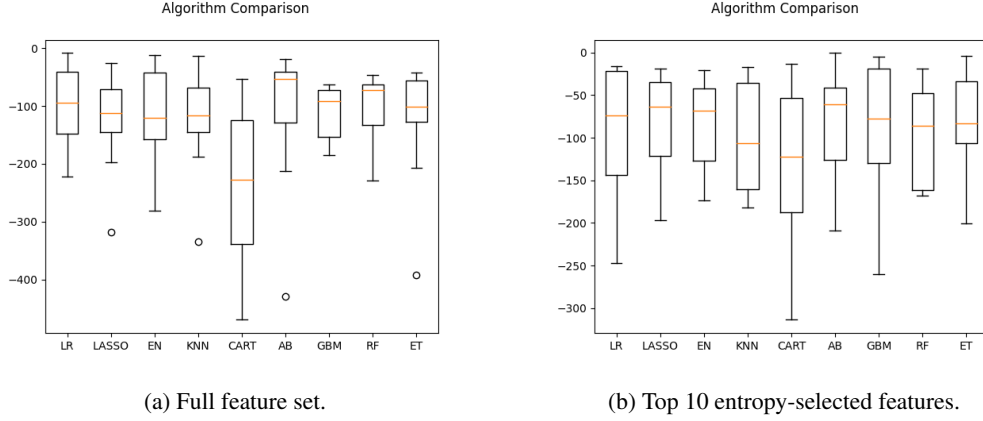 Algorithm Comparison
0
−100
−200
−300
−400
LR LASSO EN KNN CART AB GBM RF ET
(a) Full feature set.
Algorithm Comparison
0
−50
−100
−150
−200
−250
−300
LR LASSO EN KNN CART AB GBM RF ET
(b) Top 10 entropy-selected features.